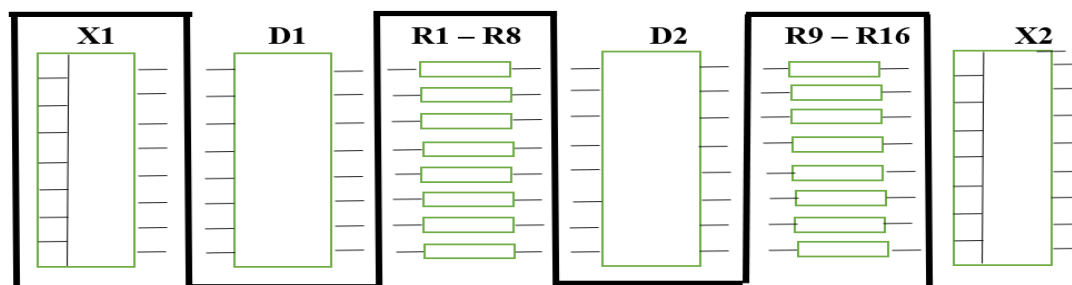 X1 D1 R1 – R8 D2 R9 – R16 X2